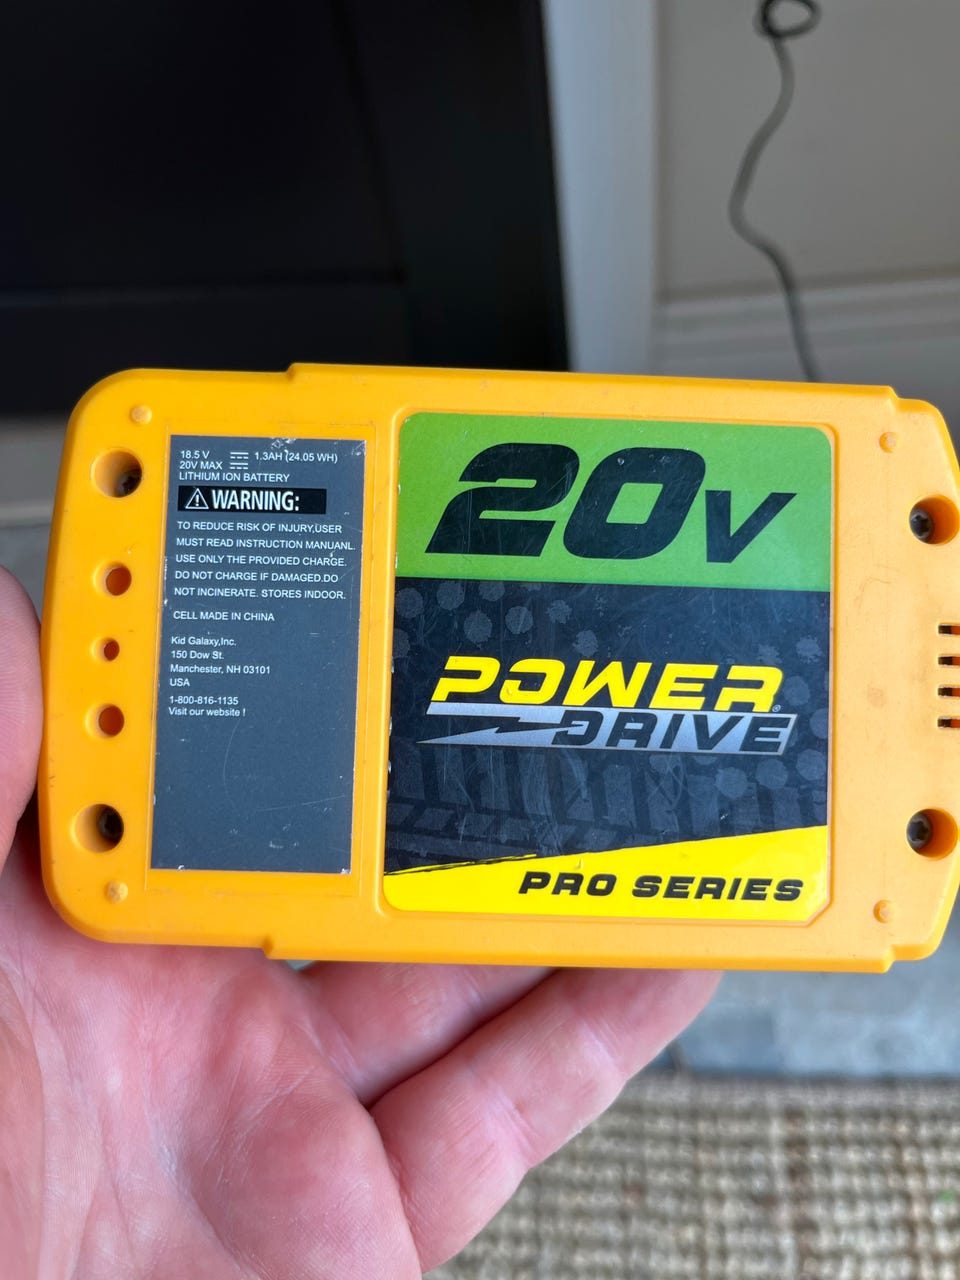 18.5 V 1.3AH (24.05 WH)
20V MAX
LITHIUM ION BATTERY
WARNING:
TO REDUCE RISK OF INJURY,USER
MUST READ INSTRUCTION MANUANL.
USE ONLY THE PROVIDED CHARGE.
DO NOT CHARGE IF DAMAGED.DO
NOT INCINERATE. STORES INDOOR.
CELL MADE IN CHINA
Kid Galaxy,Inc.
150 Dow St.
Manchester, NH 03101
USA
1-800-816-1135
Visit our website !
20V
POWER®
DRIVE
PRO SERIES